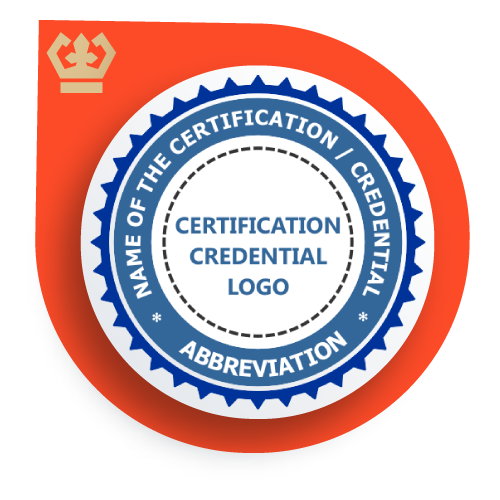 NAME OF THE CERTIFICATION / CREDENTIAL
CERTIFICATION
CREDENTIAL
LOGO
* ABBREVIATION *